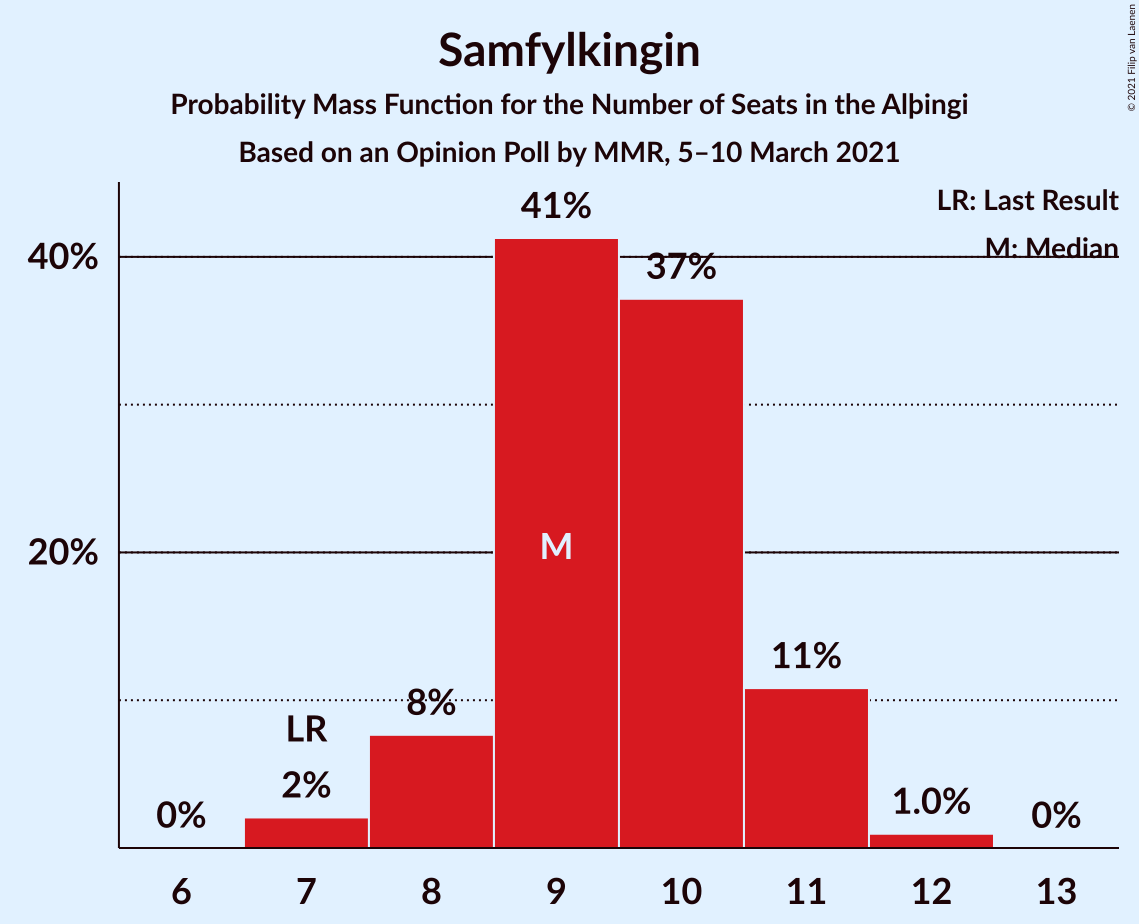 Samfylkingin
Probability Mass Function for the Number of Seats in the Alþingi
Based on an Opinion Poll by MMR, 5–10 March 2021
© 2021 Filip van Laenen
LR: Last Result
M: Median
40%
20%
0%
LR
2%
8%
41%
M
37%
11%
1.0%
0%
6 7 8 9 10 11 12 13